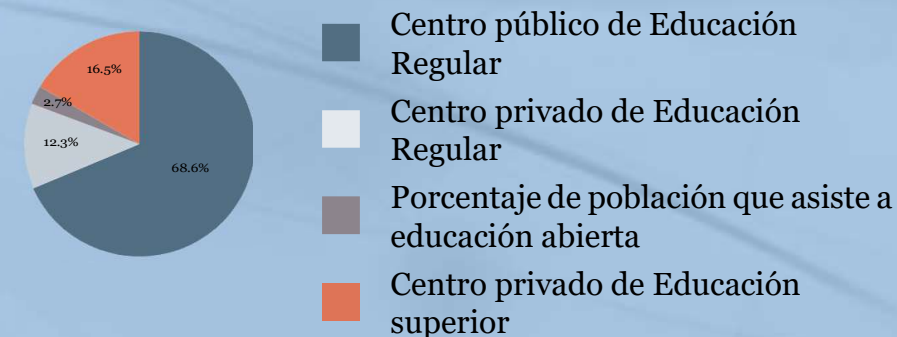 16.5%
2.7%
12.3%
68.6%
Centro público de Educación
Regular
Centro privado de Educación
Regular
Porcentaje de población que asiste a
educación abierta
Centro privado de Educación
superior